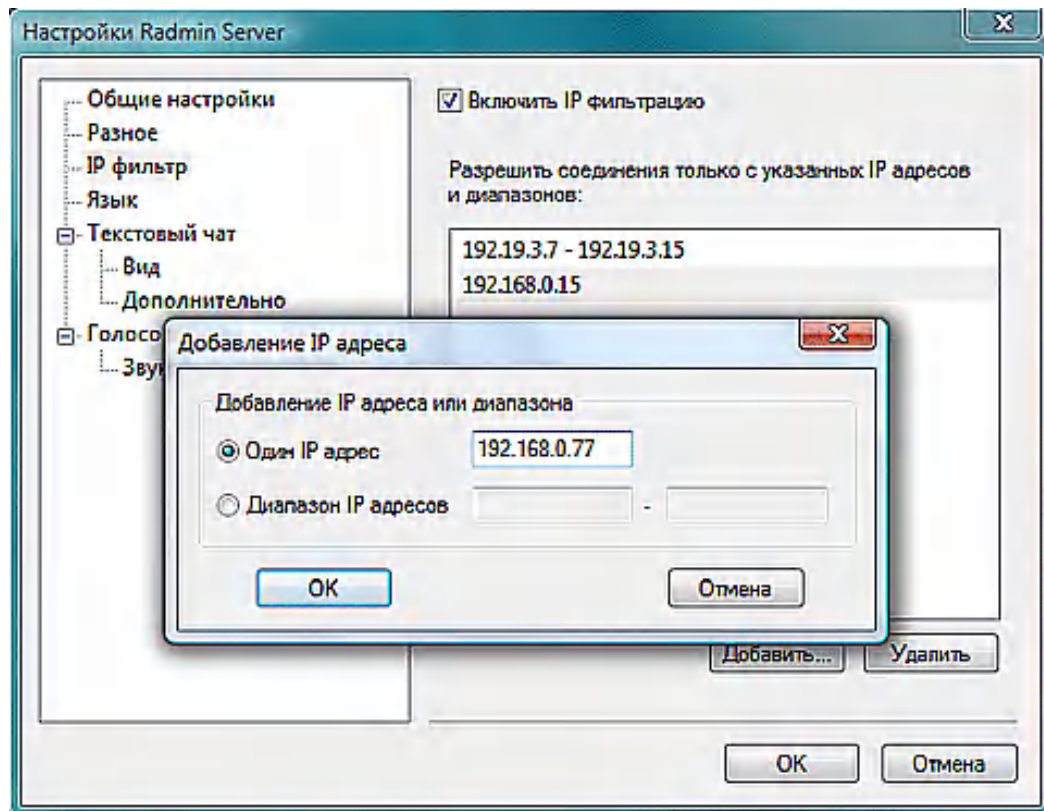 Настройки Radmin Server
Общие настройки
Разное
IP фильтр
Язык
Текстовый чат
Вид
Дополнительно
Голосо
Звук
Включить IP фильтрацию
Разрешить соединения только с указанных IP адресов
и диапазонов:
192.19.3.7 - 192.19.3.15
192.168.0.15
Добавление IP адреса
Добавление IP адреса или диапазона
Один IP адрес 192.168.0.77
Диапазон IP адресов -
OK Отмена
Добавить... Удалить
OK Отмена